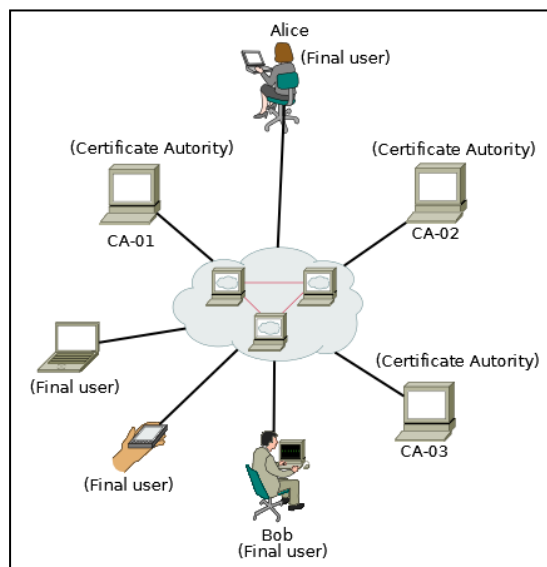 Alice
(Final user)
(Certificate Autority)
CA-01
(Certificate Autority)
CA-02
(Final user)
(Certificate Autority)
CA-03
(Final user)
Bob
(Final user)